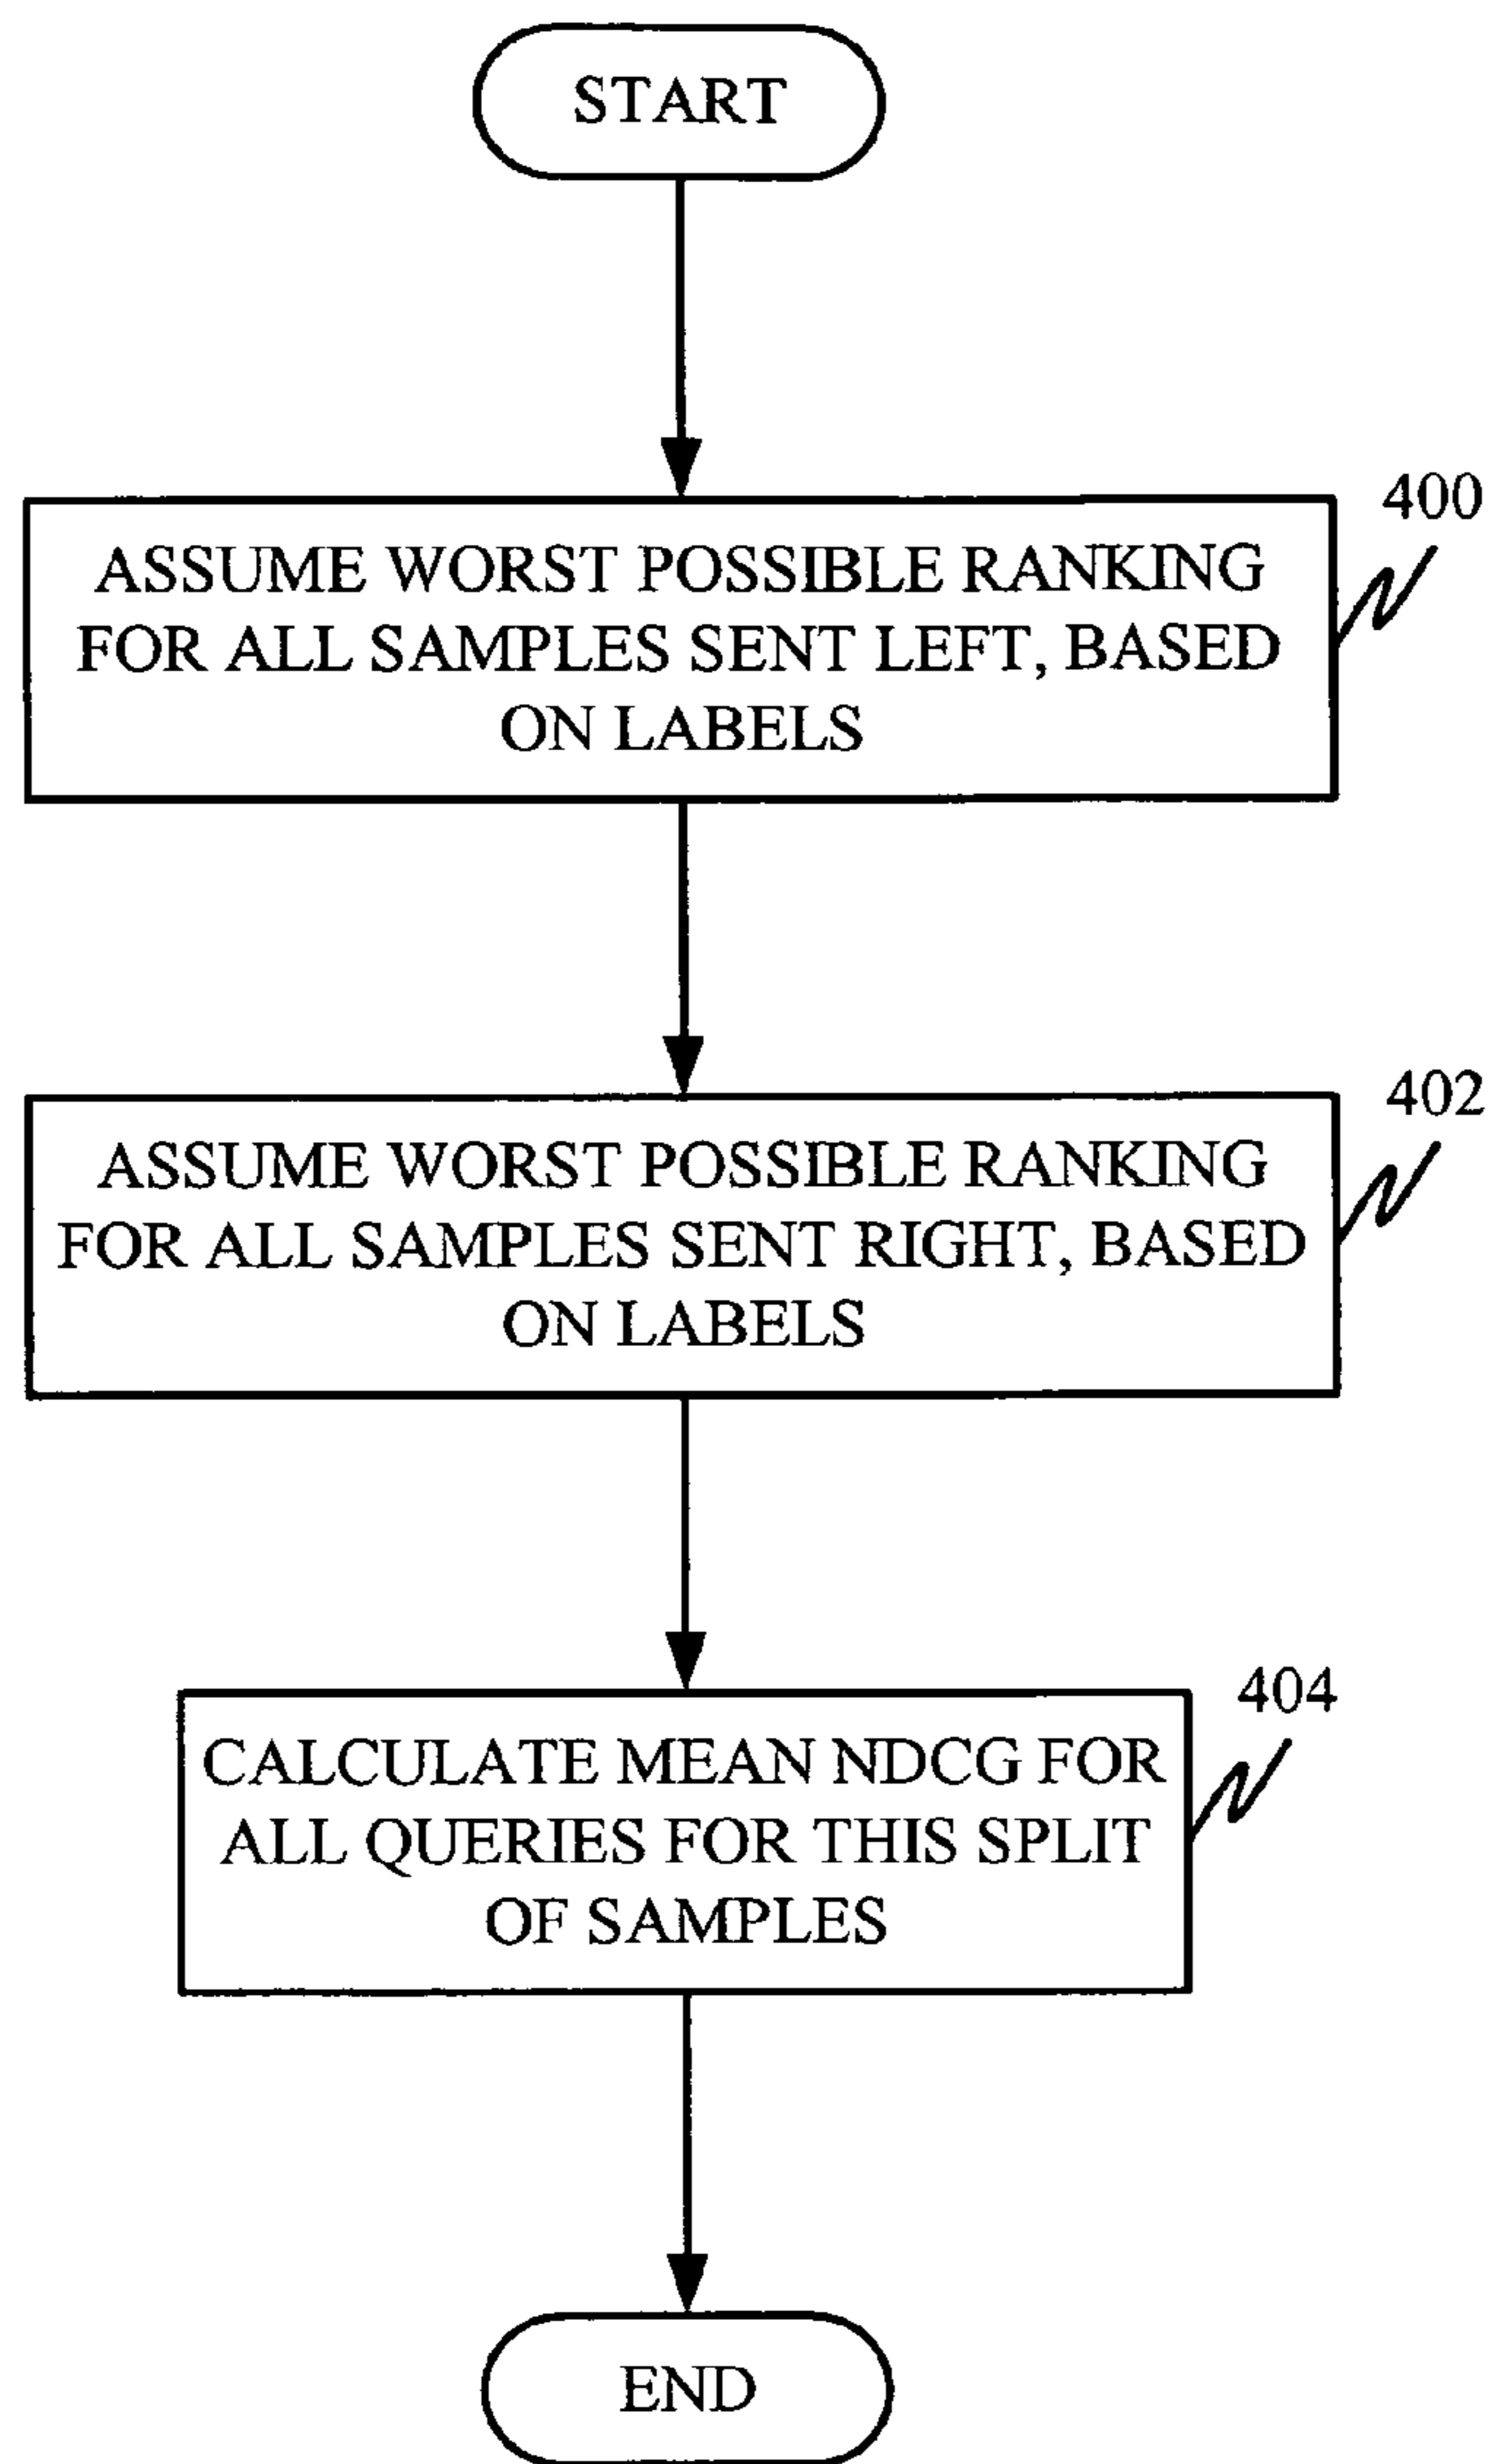 START
400
ASSUME WORST POSSIBLE RANKING
FOR ALL SAMPLES SENT LEFT, BASED
ON LABELS
402
ASSUME WORST POSSIBLE RANKING
FOR ALL SAMPLES SENT RIGHT, BASED
ON LABELS
404
CALCULATE MEAN NDCG FOR
ALL QUERIES FOR THIS SPLIT
OF SAMPLES
END